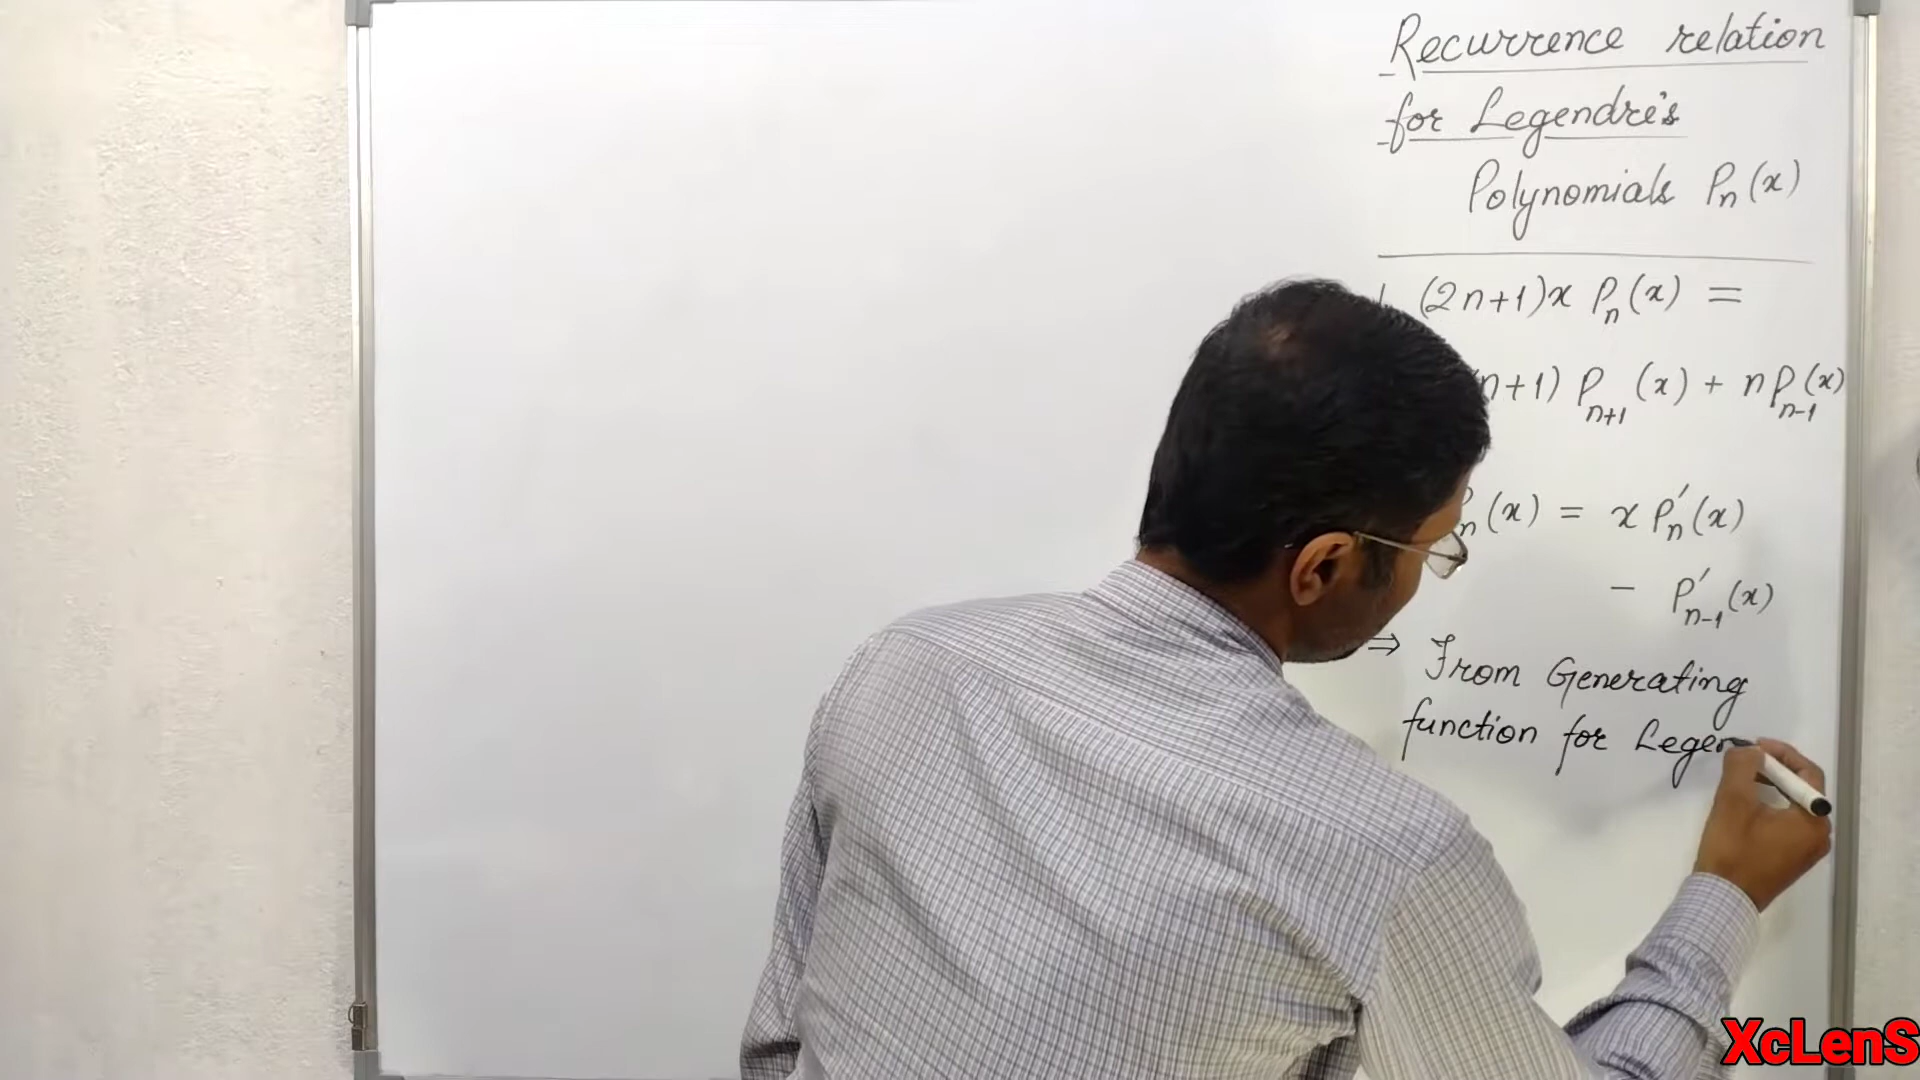 Recurrence relation
for Legendre's
Polynomials Pn(x)
(2n+1)x Pn(x) =
n+1) Pn+1(x) + nPn-1(x)
n(x) = x P'n(x)
- P'n-1(x)
⇒ From Generating
function for Legen
XcLenS